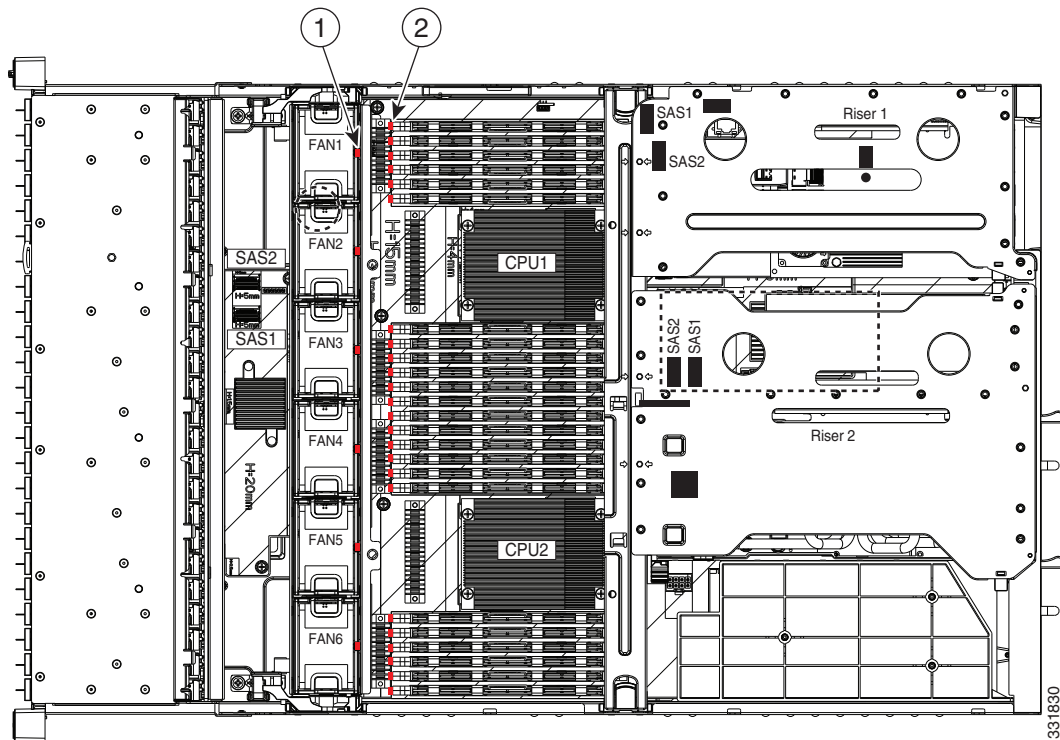 1
2
FAN1
FAN2
FAN3
FAN4
FAN5
FAN6
SAS2
H=5mm
H=5mm
SAS1
H=20mm
H=15mm
H=4mm
CPU1
CPU2
SAS1
SAS2
Riser 1
SAS2
SAS1
Riser 2
331830